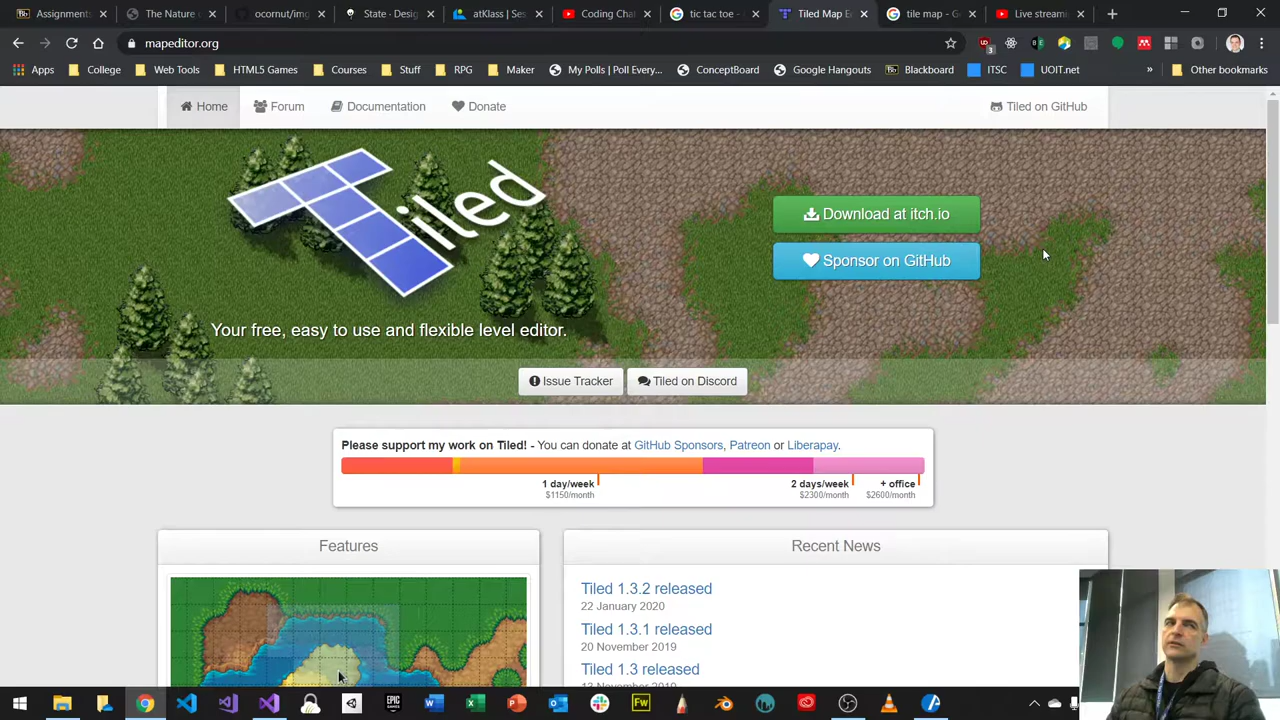 Assignments
The Nature
ocornut/img
State · Desig
atKlass | Ses
Coding Chal
tic tac toe -
Tiled Map E
tile map - G
Live streami
mapeditor.org
Apps
College
Web Tools
HTML5 Games
Courses
Stuff
RPG
Maker
My Polls | Poll Every...
ConceptBoard
Google Hangouts
Blackboard
ITSC
UOIT.net
»
Other bookmarks
Home
Forum
Documentation
Donate
Tiled on GitHub
Tiled
Download at itch.io
Sponsor on GitHub
Your free, easy to use and flexible level editor.
Issue Tracker
Tiled on Discord
Please support my work on Tiled! - You can donate at GitHub Sponsors, Patreon or Liberapay.
1 day/week
$1150/month
2 days/week
$2300/month
+ office
$2600/month
Features
Recent News
Tiled 1.3.2 released
22 January 2020
Tiled 1.3.1 released
20 November 2019
Tiled 1.3 released